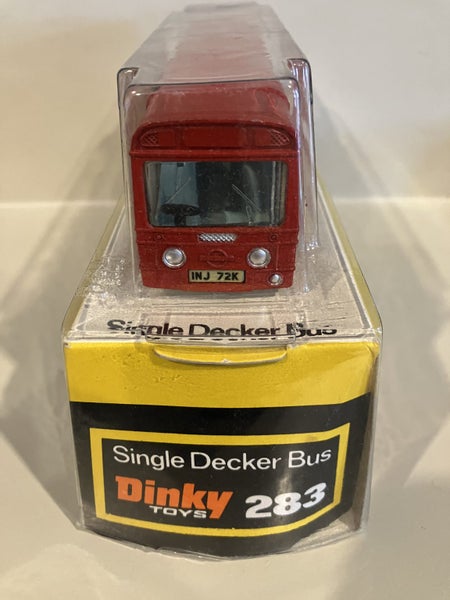 INJ 72K
Single Decker Bus
Single Decker Bus
Dinky
TOYS
283